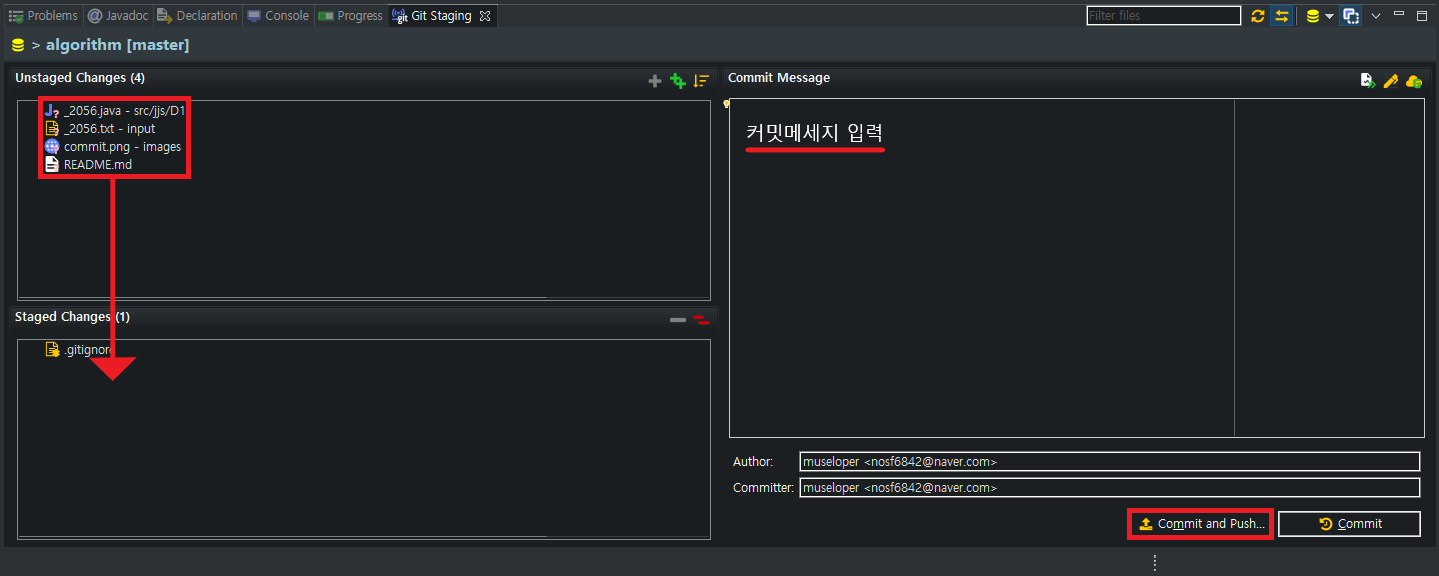 Problems @ Javadoc Declaration Console Progress Git Staging Filter files
> algorithm [master]
Unstaged Changes (4)
_2056.java - src/jjs/D1
_2056.txt - input
commit.png - images
README.md
Staged Changes (1)
.gitignore
Commit Message
커밋메세지 입력
Author: museloper <nosf6842@naver.com>
Committer: museloper <nosf6842@naver.com>
Commit and Push... Commit